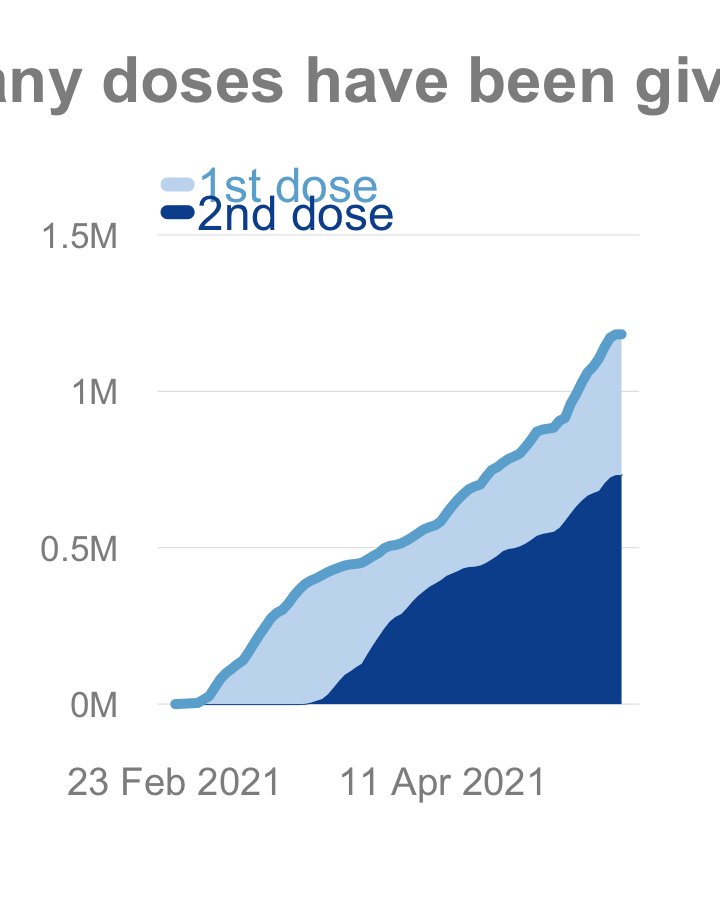 any doses have been giv
1st dose
2nd dose
1.5M
1M
0.5M
0M
23 Feb 2021 11 Apr 2021